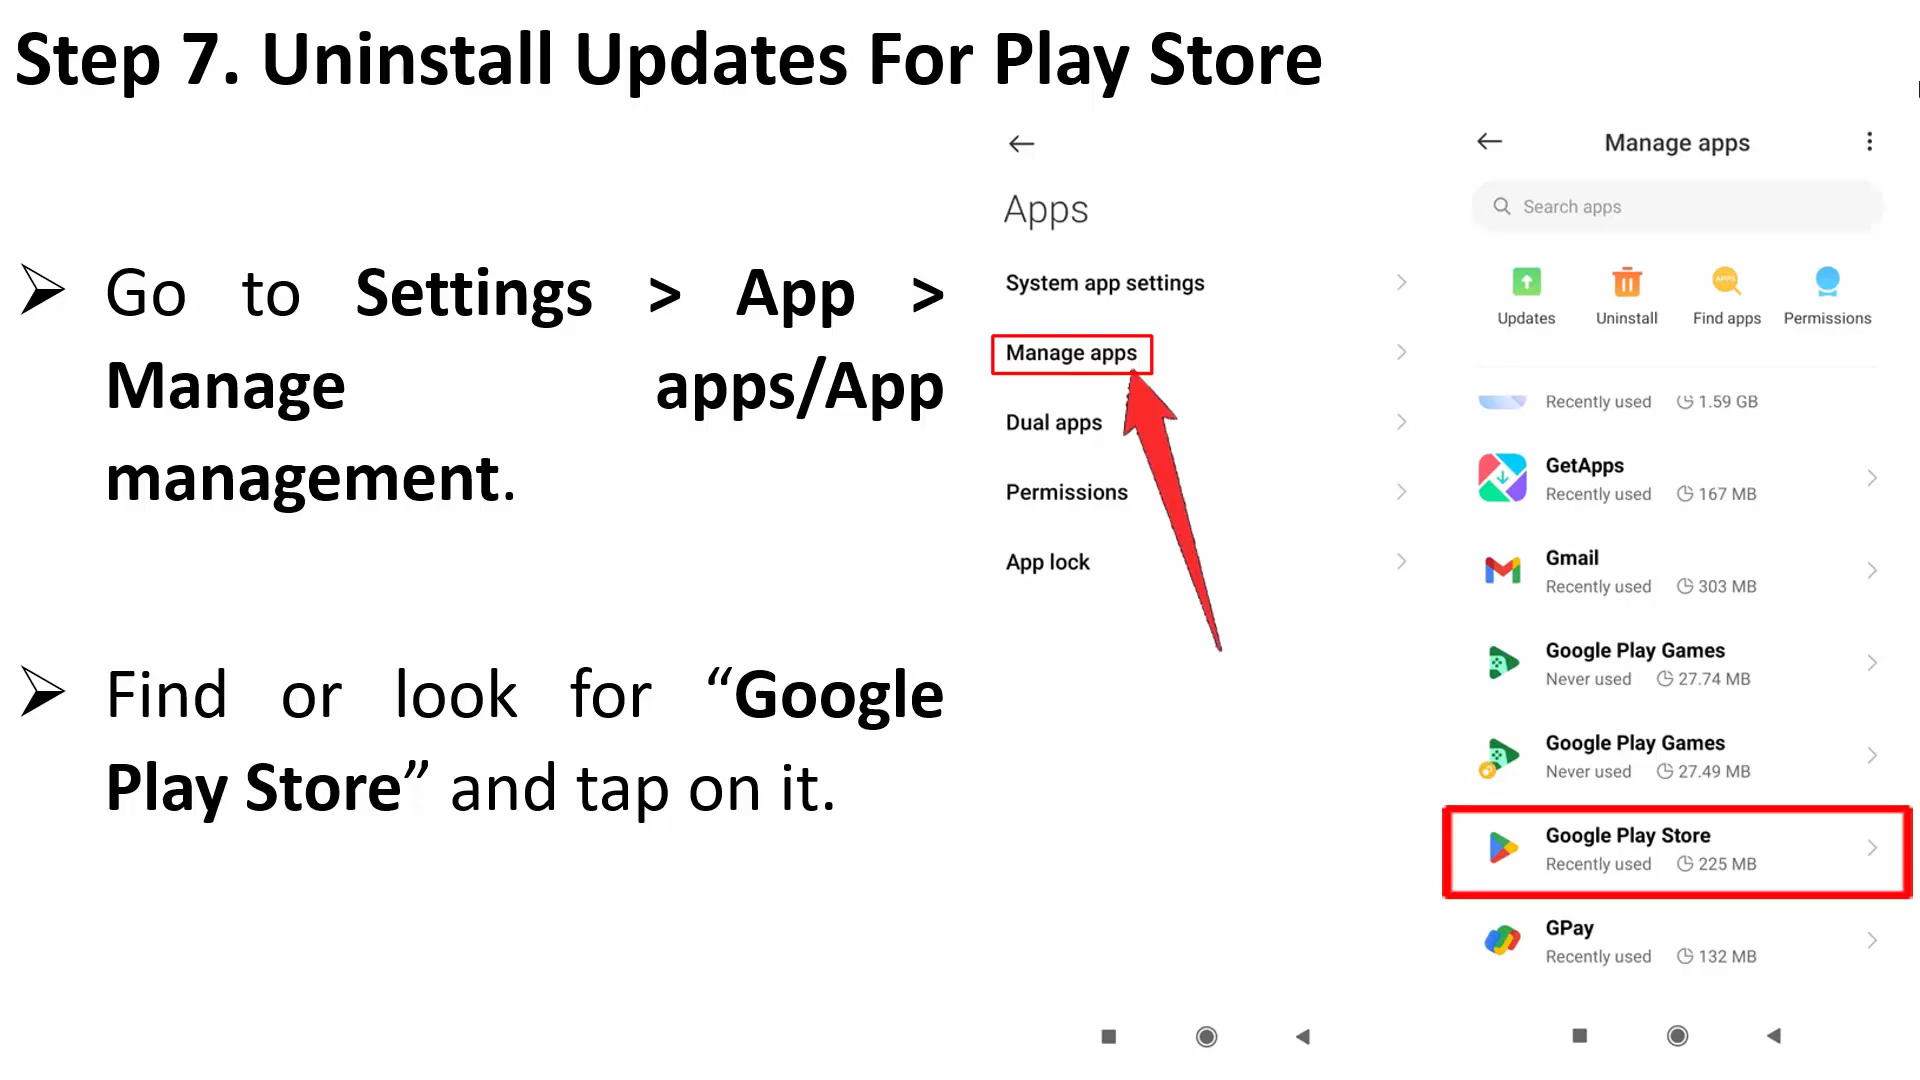 Step 7. Uninstall Updates For Play Store
➢ Go to Settings > App >
Manage apps/App
management.
➢ Find or look for “Google
Play Store” and tap on it.
Apps
System app settings
Manage apps
Dual apps
Permissions
App lock
Manage apps
Search apps
Updates
Uninstall
APPS
Find apps
Permissions
Recently used 1.59 GB
GetApps
Recently used 167 MB
Gmail
Recently used 303 MB
Google Play Games
Never used 27.74 MB
Google Play Games
Never used 27.49 MB
Google Play Store
Recently used 225 MB
GPay
Recently used 132 MB